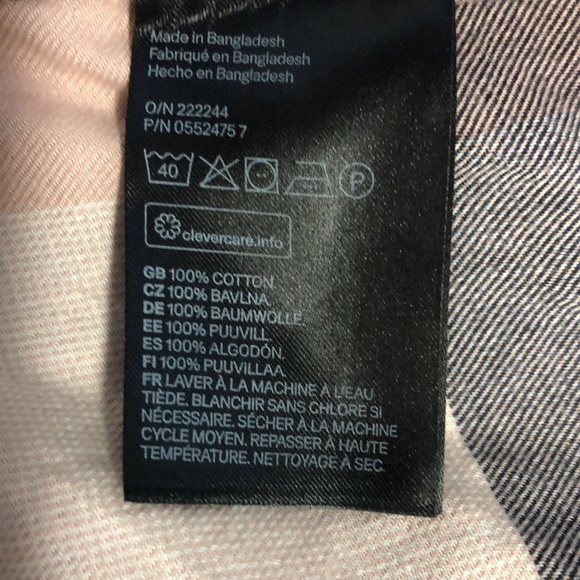 Made in Bangladesh
Fabriqué en Bangladesh
Hecho en Bangladesh
O/N 222244
P/N 0552475 7
40 P
clevercare.info
GB 100% COTTON
CZ 100% BAVLNA.
DE 100% BAUMWOLLE.
EE 100% PUUVILL.
ES 100% ALGODÓN.
FI 100% PUUVILLAA.
FR LAVER À LA MACHINE À L'EAU
TIÈDE. BLANCHIR SANS CHLORE SI
NÉCESSAIRE. SÉCHER À LA MACHINE
CYCLE MOYEN. REPASSER À HAUTE
TEMPÉRATURE. NETTOYAGE À SEC.